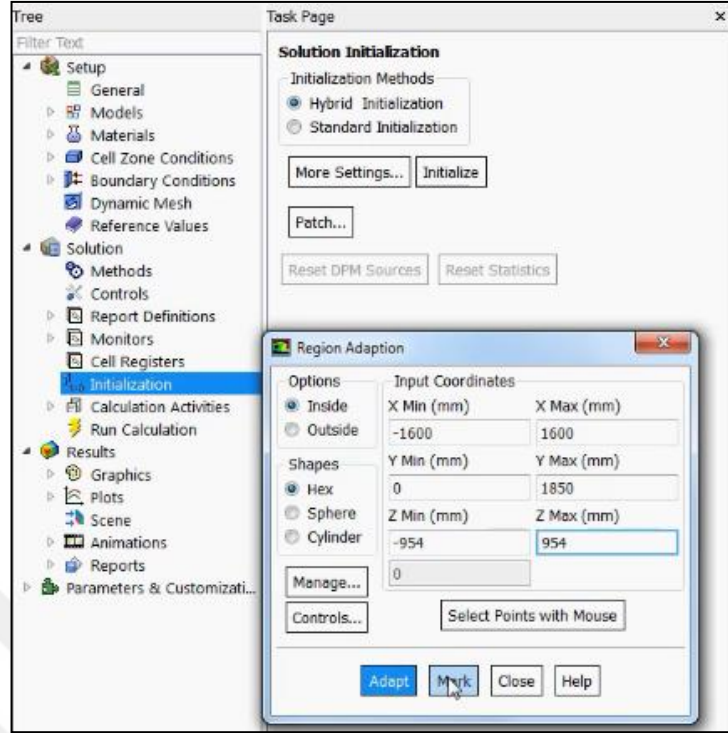 Tree
Filter Text
Setup
General
Models
Materials
Cell Zone Conditions
Boundary Conditions
Dynamic Mesh
Reference Values
Solution
Methods
Controls
Report Definitions
Monitors
Cell Registers
Initialization
Calculation Activities
Run Calculation
Results
Graphics
Plots
Scene
Animations
Reports
Parameters & Customizati...
Task Page
Solution Initialization
Initialization Methods
Hybrid Initialization
Standard Initialization
More Settings... Initialize
Patch...
Reset DPM Sources Reset Statistics
Region Adaption
Options
Inside
Outside
Shapes
Hex
Sphere
Cylinder
Manage...
Controls...
Input Coordinates
X Min (mm) X Max (mm)
-1600 1600
Y Min (mm) Y Max (mm)
0 1850
Z Min (mm) Z Max (mm)
-954 954
0
Select Points with Mouse
Adapt Mark Close Help